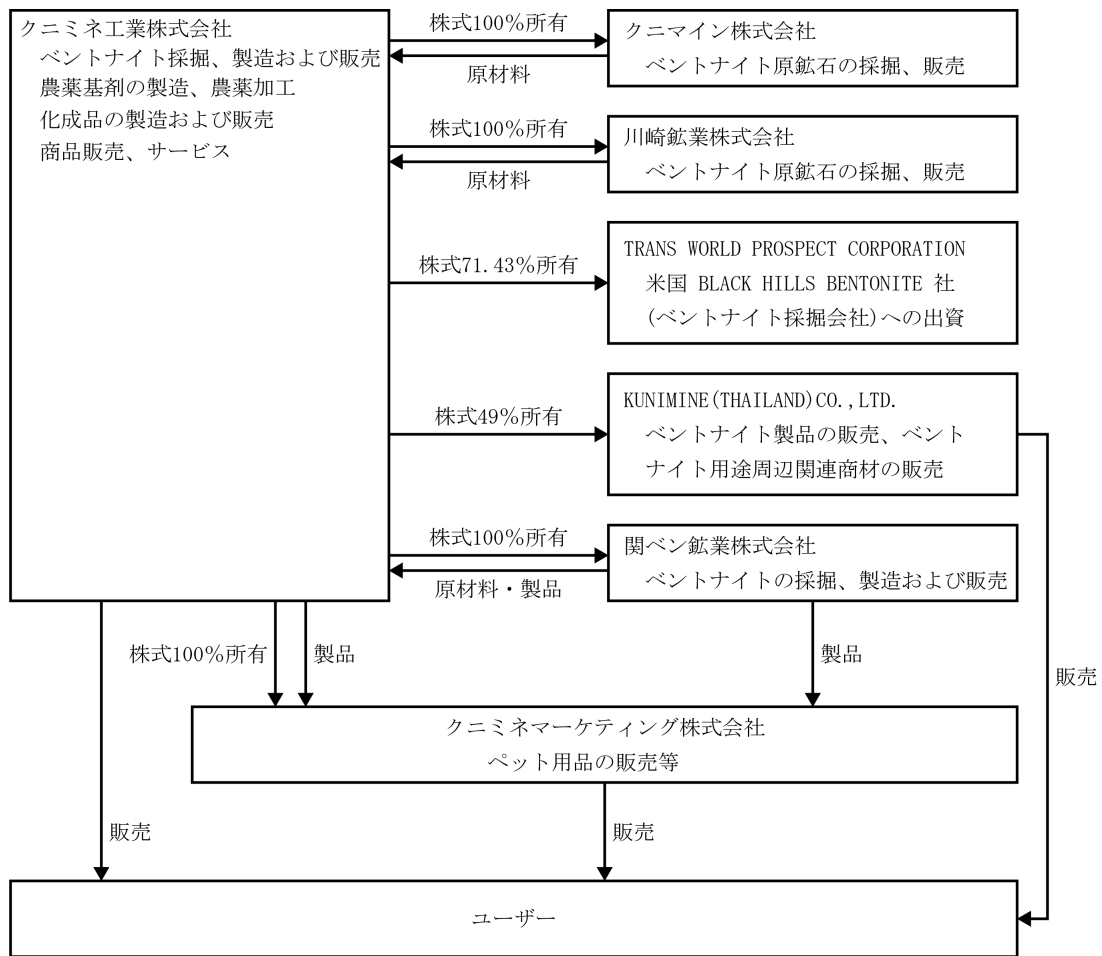 クニミネ工業株式会社
ベントナイト採掘、製造および販売
農薬基剤の製造、農薬加工
化成品の製造および販売
商品販売、サービス
株式100％所有
原材料
クニマイン株式会社
ベントナイト原鉱石の採掘、販売
株式100％所有
原材料
川崎鉱業株式会社
ベントナイト原鉱石の採掘、販売
株式71.43％所有
TRANS WORLD PROSPECT CORPORATION
米国 BLACK HILLS BENTONITE 社
(ベントナイト採掘会社)への出資
株式49％所有
KUNIMINE(THAILAND)CO.,LTD.
ベントナイト製品の販売、ベント
ナイト用途周辺関連商材の販売
株式100％所有
原材料・製品
関ベン鉱業株式会社
ベントナイトの採掘、製造および販売
株式100％所有
製品
製品
販売
クニミネマーケティング株式会社
ペット用品の販売等
販売
販売
ユーザー